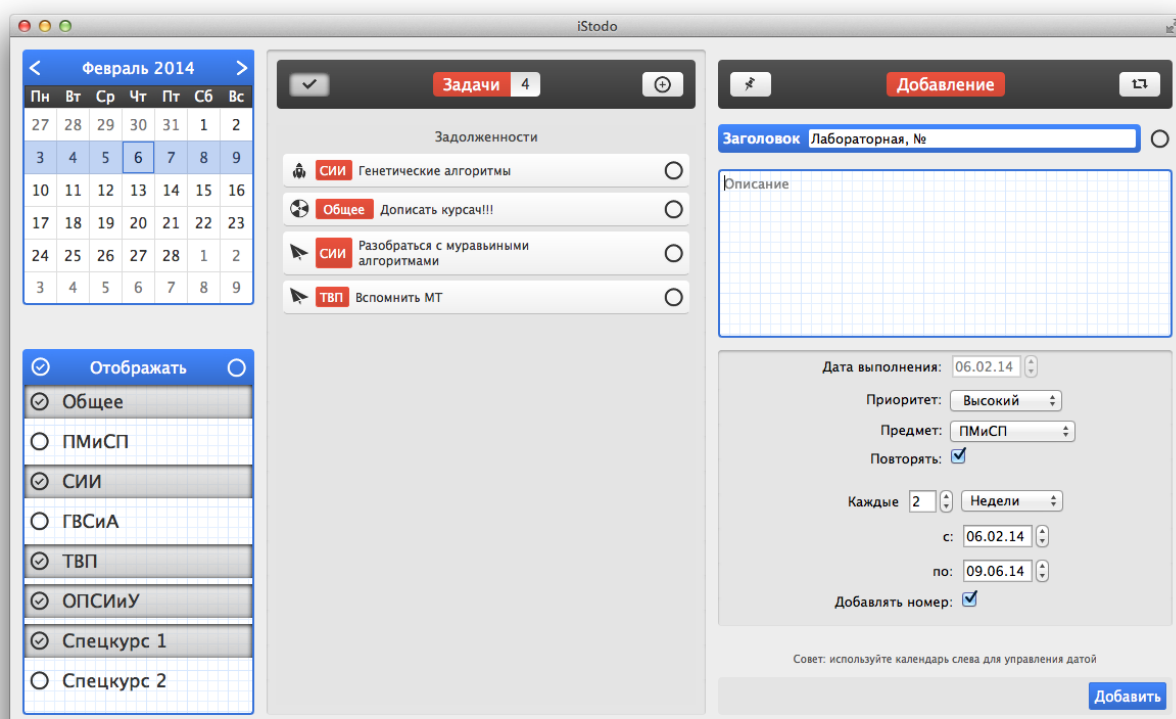 iStodo
Февраль 2014
Пн Вт Ср Чт Пт Сб Вс
27 28 29 30 31 1 2
3 4 5 6 7 8 9
10 11 12 13 14 15 16
17 18 19 20 21 22 23
24 25 26 27 28 1 2
3 4 5 6 7 8 9
Отображать
Общее
ПМиСП
СИИ
ГВСиА
ТВП
ОПСИиУ
Спецкурс 1
Спецкурс 2
Задачи 4
Задолженности
СИИ Генетические алгоритмы
Общее Дописать курсач!!!
СИИ Разобраться с муравьиными
алгоритмами
ТВП Вспомнить МТ
Добавление
Заголовок Лабораторная, №
Описание
Дата выполнения: 06.02.14
Приоритет: Высокий
Предмет: ПМиСП
Повторять:
Каждые 2 Недели
с: 06.02.14
по: 09.06.14
Добавлять номер:
Совет: используйте календарь слева для управления датой
Добавить